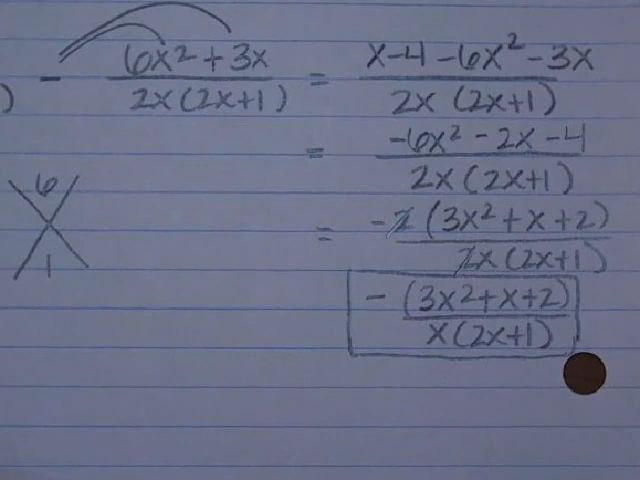 ) - 6x² + 3x / 2x(2x+1) = x-4-6x²-3x / 2x (2x+1)
= -6x² - 2x - 4 / 2x(2x+1)
= -2(3x²+x+2) / 2x(2x+1)
-(3x²+x+2) / x(2x+1)
6
1